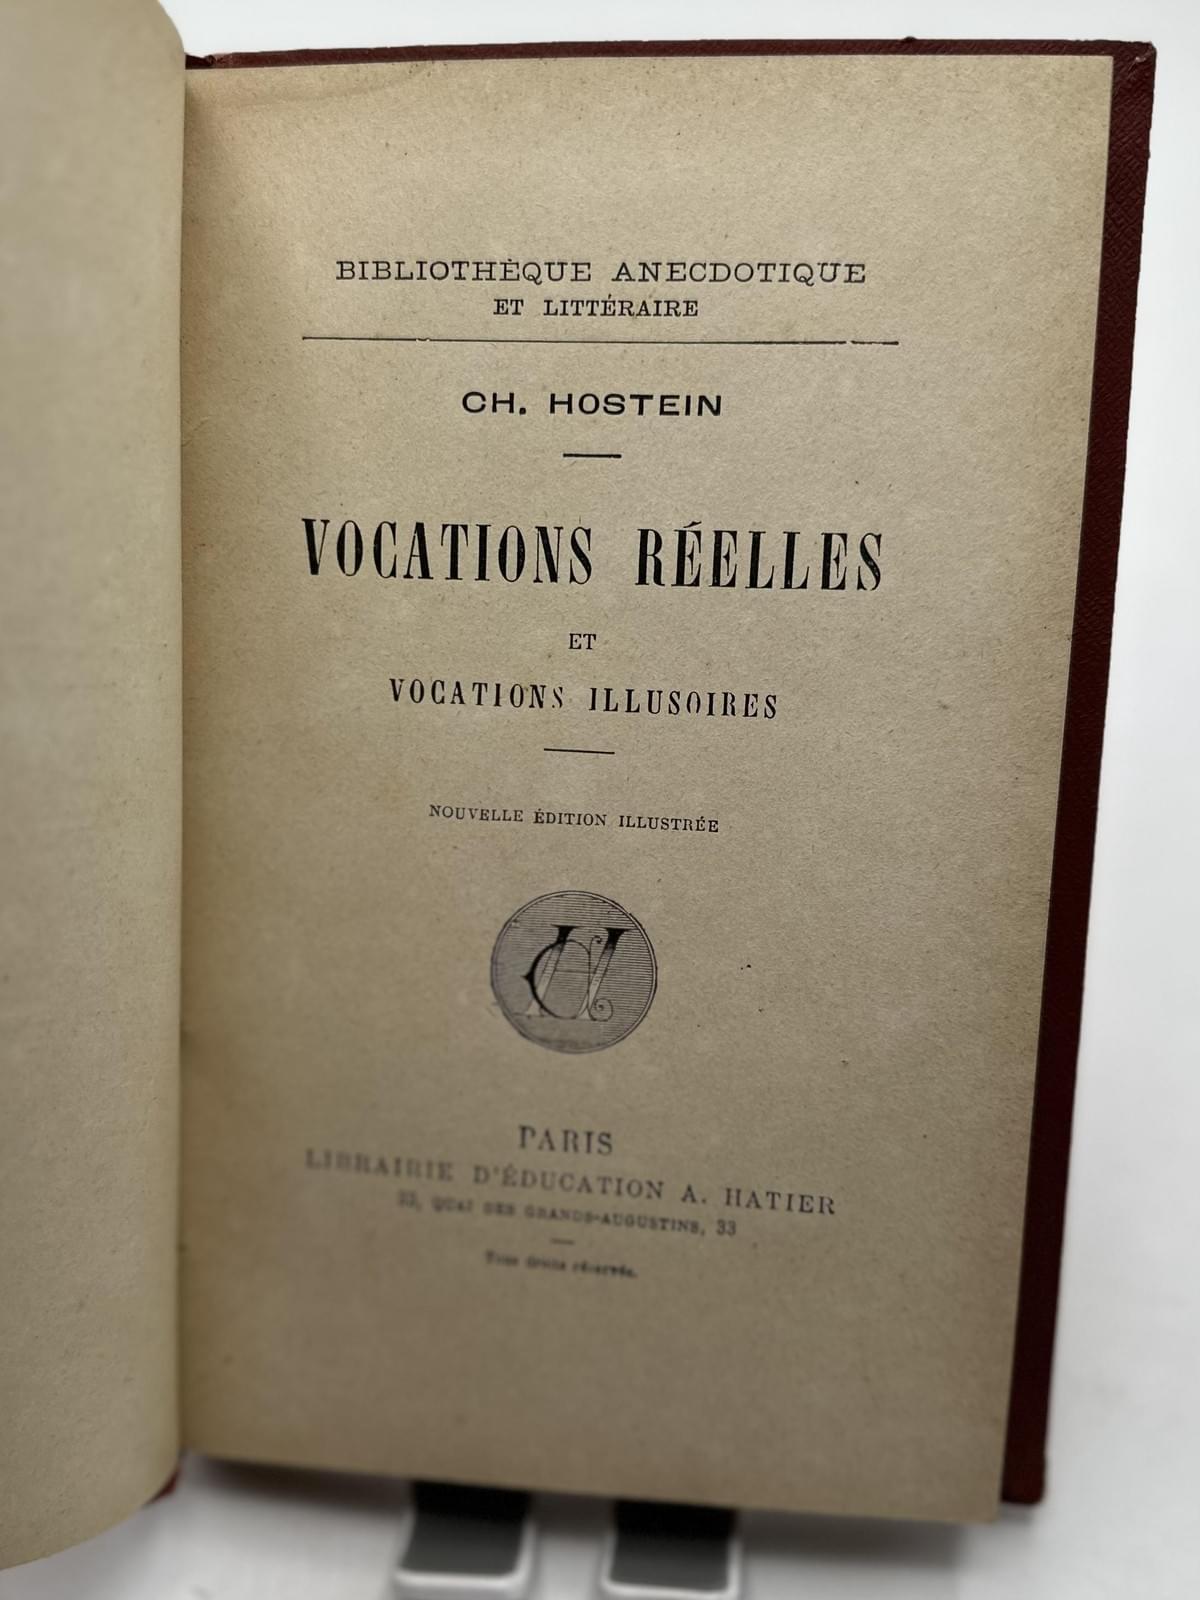 BIBLIOTHÈQUE ANECDOTIQUE
ET LITTÉRAIRE
CH. HOSTEIN
VOCATIONS RÉELLES
ET
VOCATIONS ILLUSOIRES
NOUVELLE ÉDITION ILLUSTRÉE
PARIS
LIBRAIRIE D'ÉDUCATION A. HATIER
33, QUAI DES GRANDS-AUGUSTINS, 33
Tous droits réservés.